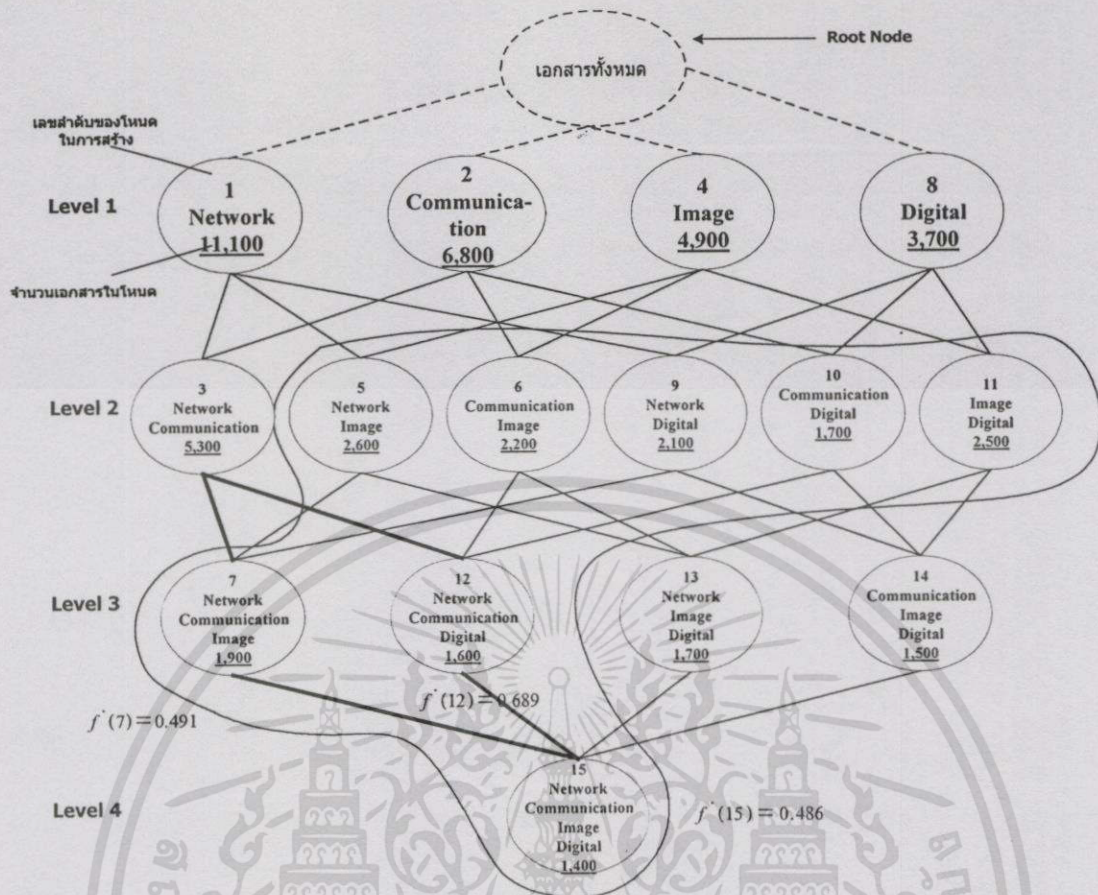 Root Node
เอกสารทั้งหมด
เลขลำดับของโหนด
ในการสร้าง
Level 1
1
Network
11,100
2
Communica-
tion
6,800
4
Image
4,900
8
Digital
3,700
จำนวนเอกสารในโหนด
Level 2
3
Network
Communication
5,300
5
Network
Image
2,600
6
Communication
Image
2,200
9
Network
Digital
2,100
10
Communication
Digital
1,700
11
Image
Digital
2,500
Level 3
7
Network
Communication
Image
1,900
12
Network
Communication
Digital
1,600
13
Network
Image
Digital
1,700
14
Communication
Image
Digital
1,500
f'(7)=0.491
f'(12)=0.689
Level 4
15
Network
Communication
Image
Digital
1,400
f'(15)=0.486